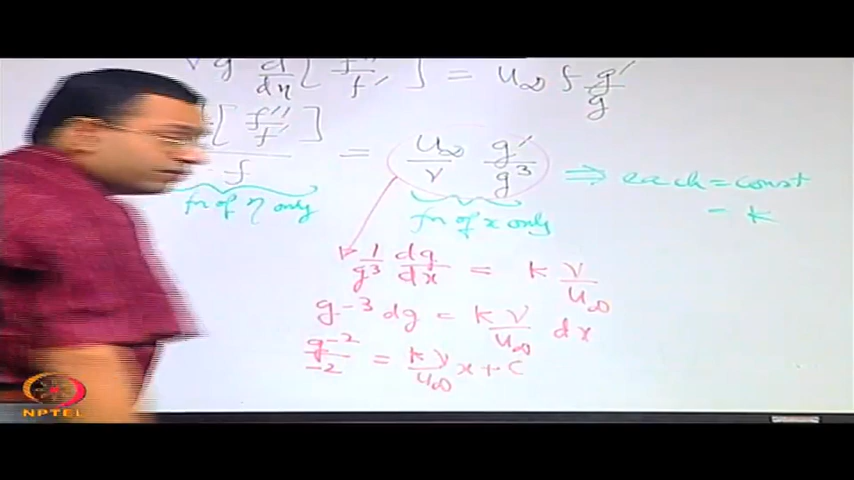 g d/dη [ f''/f' ] = u∞ f g'/g
[ f''/f' ] / f = u∞/ν g'/g³ ⇒ each = const
fn of η only fn of x only = k
1/g³ dg/dx = k ν/u∞
g⁻³ dg = k ν/u∞ dx
g⁻²/-2 = kν/u∞ x + C
NPTEL